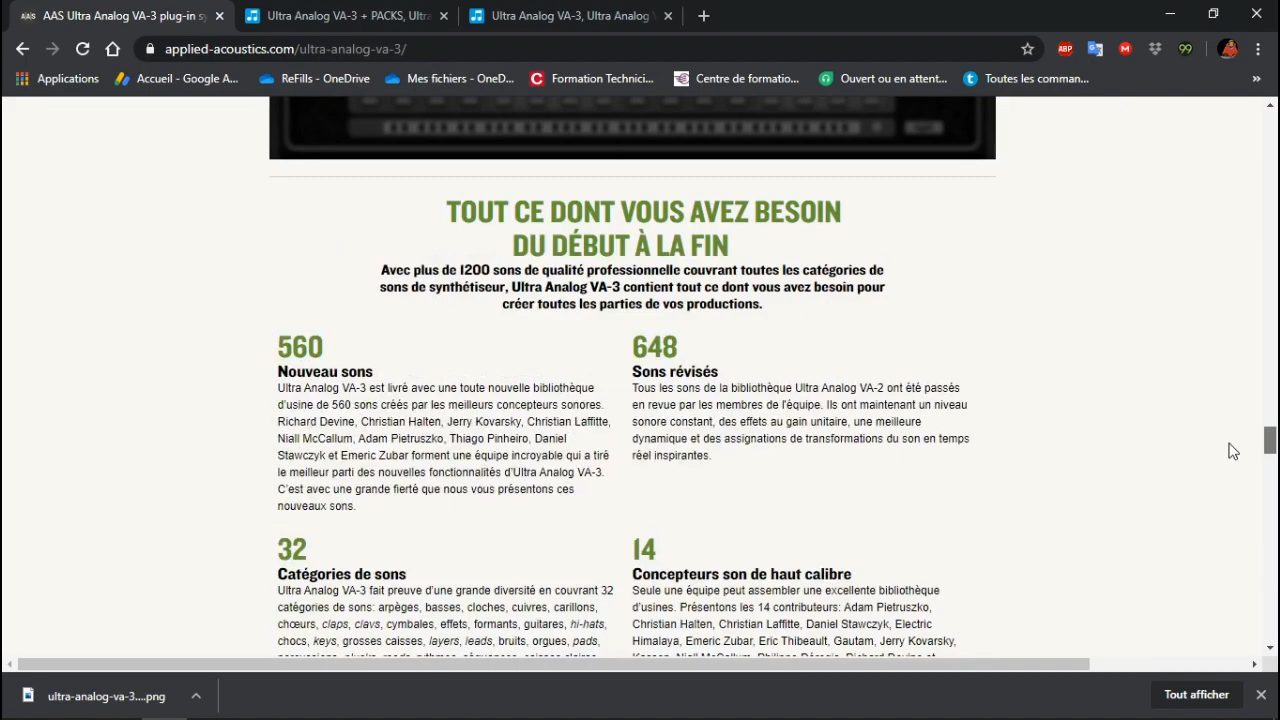 AAS Ultra Analog VA-3 plug-in sy
Ultra Analog VA-3 + PACKS, Ultra
Ultra Analog VA-3, Ultra Analog
applied-acoustics.com/ultra-analog-va-3/
ABP
99
Applications
Accueil - Google A...
ReFills - OneDrive
Mes fichiers - OneD...
Formation Technici...
Centre de formatio...
Ouvert ou en attent...
Toutes les comman...
TOUT CE DONT VOUS AVEZ BESOIN
DU DÉBUT À LA FIN
Avec plus de 1200 sons de qualité professionnelle couvrant toutes les catégories de
sons de synthétiseur, Ultra Analog VA-3 contient tout ce dont vous avez besoin pour
créer toutes les parties de vos productions.
560
Nouveau sons
Ultra Analog VA-3 est livré avec une toute nouvelle bibliothèque
d'usine de 560 sons créés par les meilleurs concepteurs sonores.
Richard Devine, Christian Halten, Jerry Kovarsky, Christian Laffitte,
Niall McCallum, Adam Pietruszko, Thiago Pinheiro, Daniel
Stawczyk et Emeric Zubar forment une équipe incroyable qui a tiré
le meilleur parti des nouvelles fonctionnalités d'Ultra Analog VA-3.
C'est avec une grande fierté que nous vous présentons ces
nouveaux sons.
648
Sons révisés
Tous les sons de la bibliothèque Ultra Analog VA-2 ont été passés
en revue par les membres de l'équipe. Ils ont maintenant un niveau
sonore constant, des effets au gain unitaire, une meilleure
dynamique et des assignations de transformations du son en temps
réel inspirantes.
32
Catégories de sons
Ultra Analog VA-3 fait preuve d'une grande diversité en couvrant 32
catégories de sons: arpèges, basses, cloches, cuivres, carillons,
chœurs, claps, clavs, cymbales, effets, formants, guitares, hi-hats,
chocs, keys, grosses caisses, layers, leads, bruits, orgues, pads,
14
Concepteurs son de haut calibre
Seule une équipe peut assembler une excellente bibliothèque
d'usines. Présentons les 14 contributeurs: Adam Pietruszko,
Christian Halten, Christian Laffitte, Daniel Stawczyk, Electric
Himalaya, Emeric Zubar, Eric Thibeault, Gautam, Jerry Kovarsky,
ultra-analog-va-3....png
Tout afficher